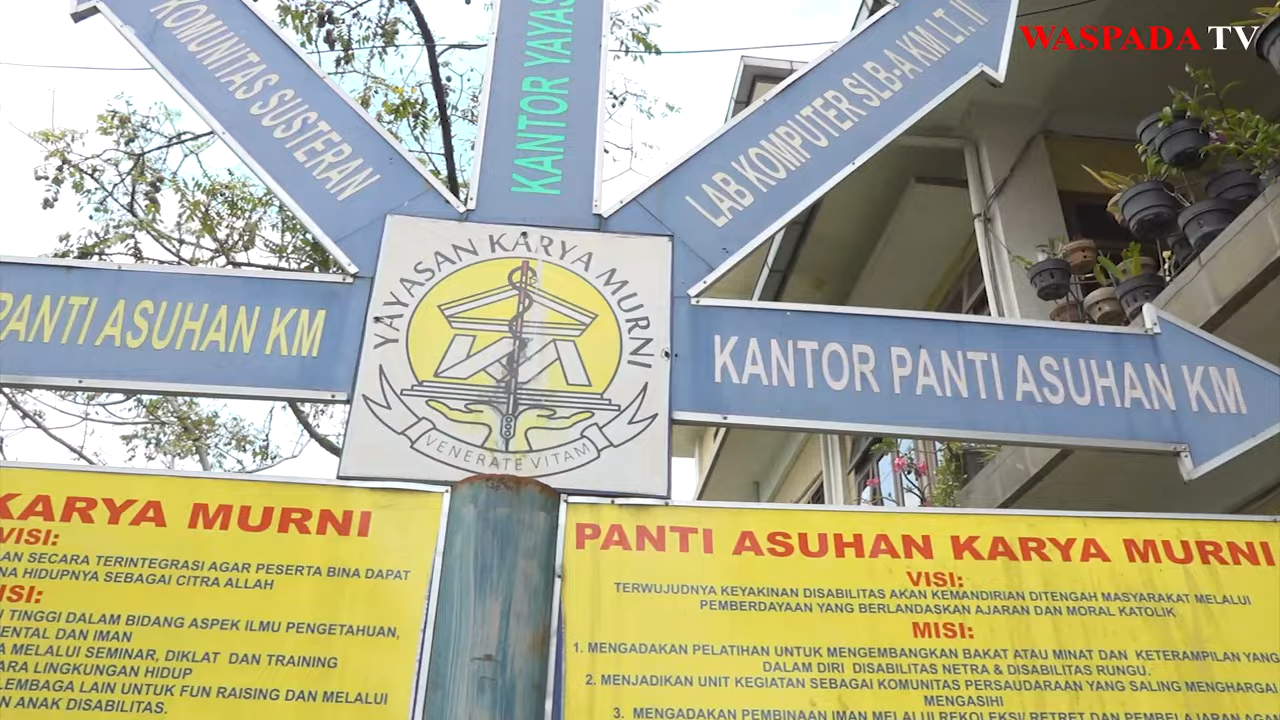 WASPADA TV
KOMUNITAS SUSTERAN
KANTOR
LAB KOMPUTER SLB-A KM LT.II
YAYASAN KARYA MURNI
VENERATE VITAM
PANTI ASUHAN KM
KANTOR PANTI ASUHAN KM
KARYA MURNI
VISI:
SECARA TERINTEGRASI AGAR PESERTA BINA DAPAT
HIDUPNYA SEBAGAI CITRA ALLAH
TINGGI DALAM BIDANG ASPEK ILMU PENGETAHUAN,
DAN IMAN
MELALUI SEMINAR, DIKLAT DAN TRAINING
LINGKUNGAN HIDUP
LEMBAGA LAIN UNTUK FUN RAISING DAN MELALUI
ANAK DISABILITAS.
PANTI ASUHAN KARYA MURNI
VISI:
TERWUJUDNYA KEYAKINAN DISABILITAS AKAN KEMANDIRIAN DITENGAH MASYARAKAT MELALUI
PEMBERDAYAAN YANG BERLANDASKAN AJARAN DAN MORAL KATOLIK
MISI:
1. MENGADAKAN PELATIHAN UNTUK MENGEMBANGKAN BAKAT ATAU MINAT DAN KETERAMPILAN YANG
DALAM DIRI DISABILITAS NETRA & DISABILITAS RUNGU.
2. MENJADIKAN UNIT KEGIATAN SEBAGAI KOMUNITAS PERSAUDARAAN YANG SALING MENGHARGAI
MENGASIHI
3. MENGADAKAN PEMBINAAN IMAN MELALUI REKOLEKSI/ RETRET DAN